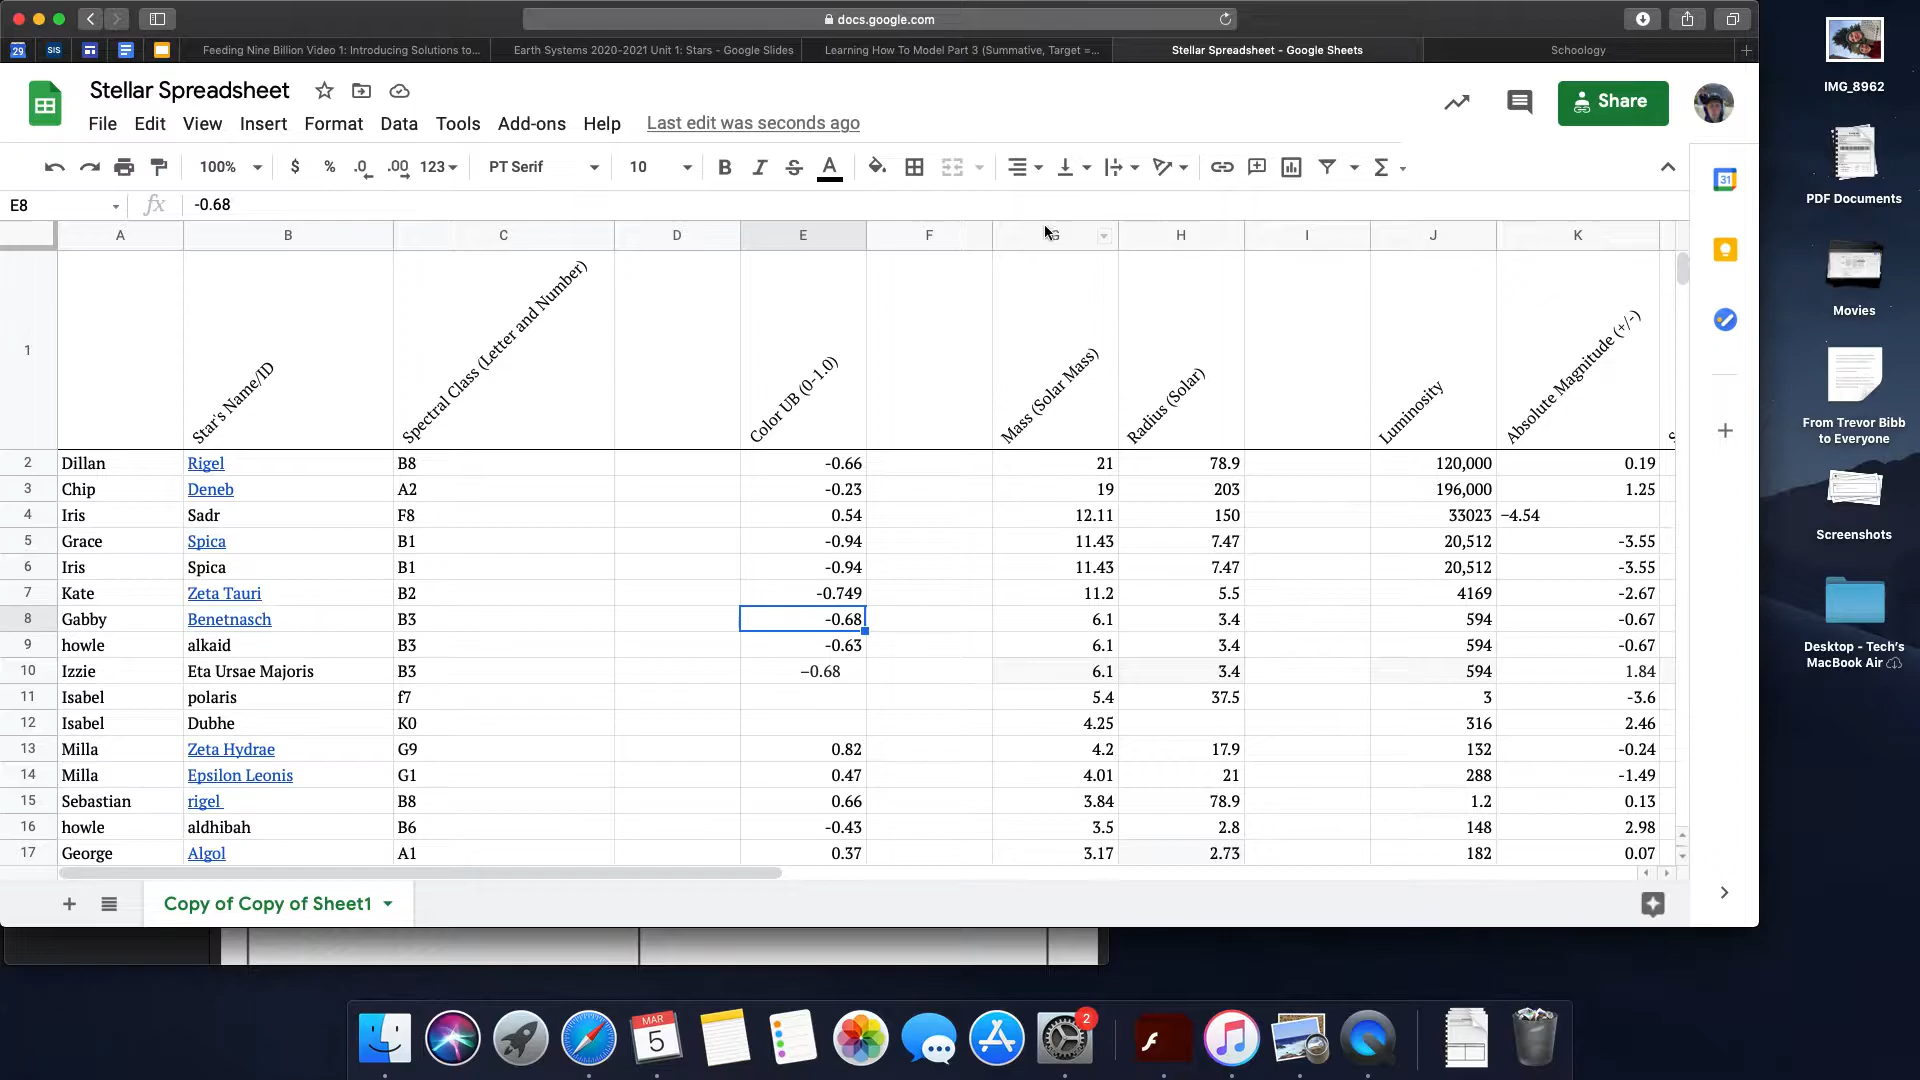 docs.google.com
29 SIS Feeding Nine Billion Video 1: Introducing Solutions to... Earth Systems 2020-2021 Unit 1: Stars - Google Slides Learning How To Model Part 3 (Summative, Target =... Stellar Spreadsheet - Google Sheets Schoology
Stellar Spreadsheet
File Edit View Insert Format Data Tools Add-ons Help Last edit was seconds ago
Share
100% $ % .0 .00 123 PT Serif 10 B I S A Σ
E8 fx -0.68
A B C D E F G H I J K
1 Star's Name/ID Spectral Class (Letter and Number) Color UB (0-1.0) Mass (Solar Mass) Radius (Solar) Luminosity Absolute Magnitude (+/-)
2 Dillan Rigel B8 -0.66 21 78.9 120,000 0.19
3 Chip Deneb A2 -0.23 19 203 196,000 1.25
4 Iris Sadr F8 0.54 12.11 150 33023 −4.54
5 Grace Spica B1 -0.94 11.43 7.47 20,512 -3.55
6 Iris Spica B1 -0.94 11.43 7.47 20,512 -3.55
7 Kate Zeta Tauri B2 -0.749 11.2 5.5 4169 -2.67
8 Gabby Benetnasch B3 -0.68 6.1 3.4 594 -0.67
9 howle alkaid B3 -0.63 6.1 3.4 594 -0.67
10 Izzie Eta Ursae Majoris B3 −0.68 6.1 3.4 594 1.84
11 Isabel polaris f7 5.4 37.5 3 -3.6
12 Isabel Dubhe K0 4.25 316 2.46
13 Milla Zeta Hydrae G9 0.82 4.2 17.9 132 -0.24
14 Milla Epsilon Leonis G1 0.47 4.01 21 288 -1.49
15 Sebastian rigel B8 0.66 3.84 78.9 1.2 0.13
16 howle aldhibah B6 -0.43 3.5 2.8 148 2.98
17 George Algol A1 0.37 3.17 2.73 182 0.07
Copy of Copy of Sheet1
31
IMG_8962
PDF Documents
Movies
From Trevor Bibb
to Everyone
Screenshots
Desktop - Tech's
MacBook Air
MAR
5
2